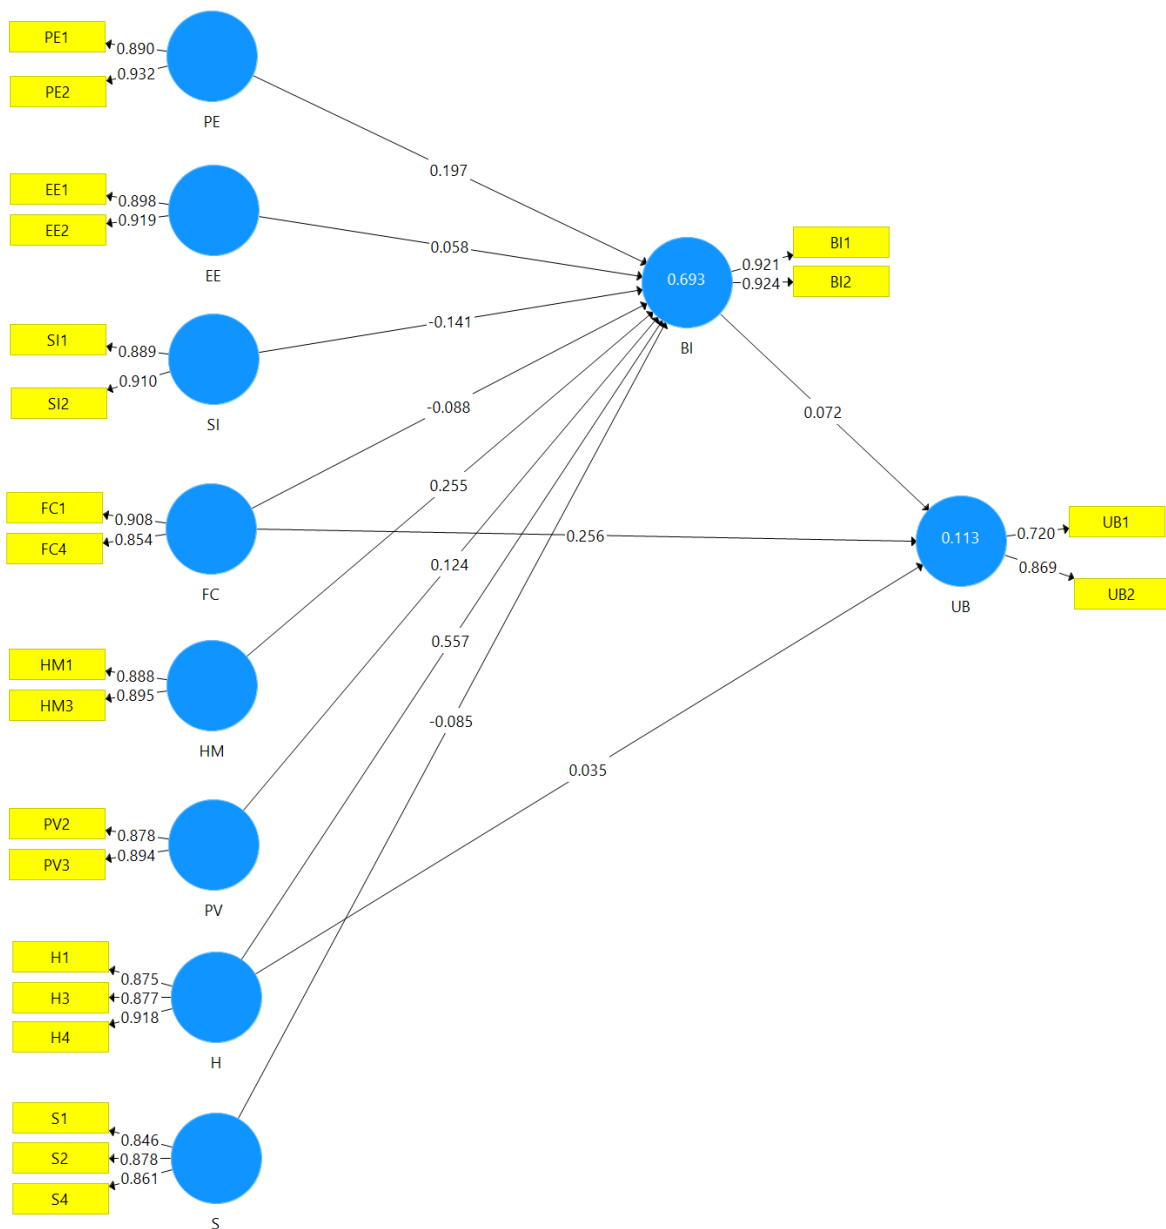 PE1
0.890
0.932
PE2
PE
0.197
EE1
0.898
0.919
EE2
EE
0.058
BI1
0.921
0.693
0.924
BI2
BI
SI1
0.889
0.910
SI2
SI
-0.141
-0.088
0.072
FC1
0.908
0.854
FC4
FC
0.255
0.256
0.113
0.720
UB1
0.869
UB2
UB
0.124
HM1
0.888
0.895
HM3
HM
0.557
-0.085
0.035
PV2
0.878
0.894
PV3
PV
H1
0.875
H3
0.877
0.918
H4
H
S1
0.846
S2
0.878
0.861
S4
S